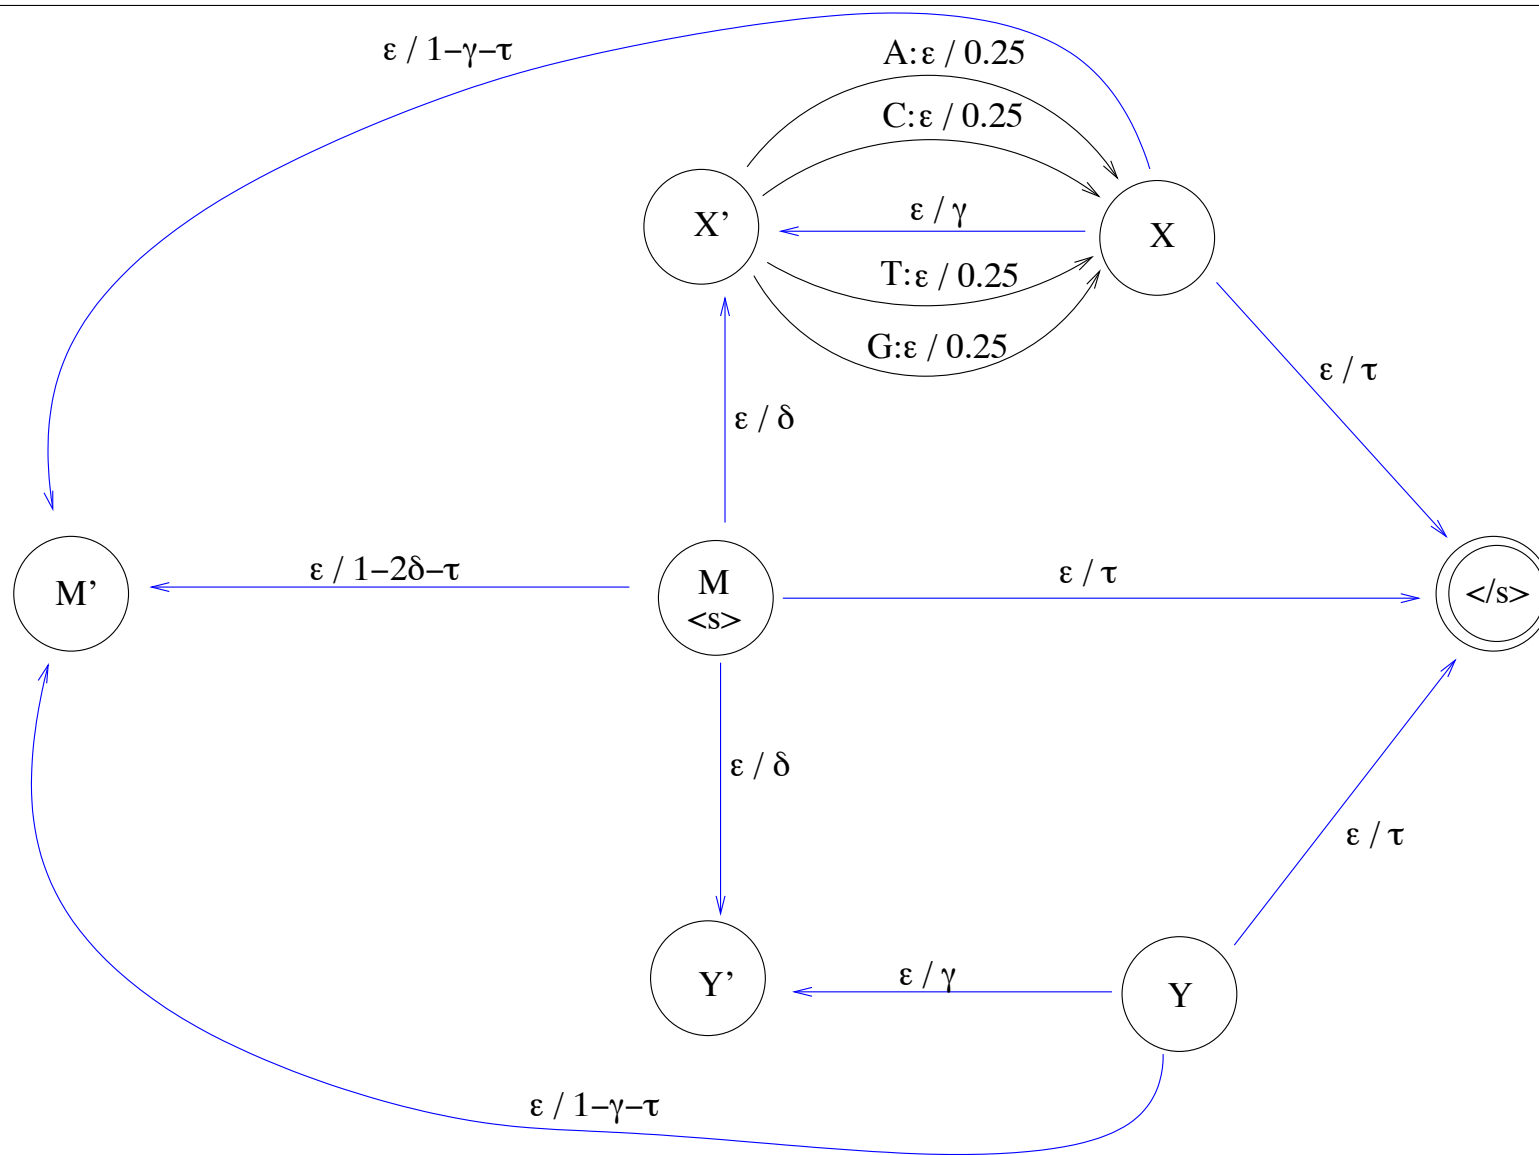 ε / 1−γ−τ
A:ε / 0.25
C:ε / 0.25
X’
ε / γ
X
T:ε / 0.25
G:ε / 0.25
ε / τ
ε / δ
M’
ε / 1−2δ−τ
M
<s>
ε / τ
</s>
ε / δ
ε / τ
Y’
ε / γ
Y
ε / 1−γ−τ